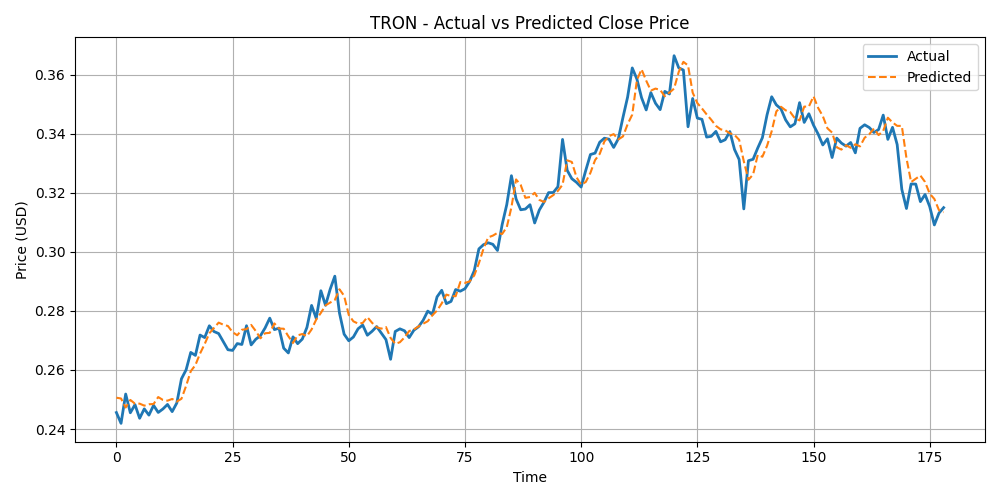 TRON - Actual vs Predicted Close Price
Actual
Predicted
Price (USD)
0.36
0.34
0.32
0.30
0.28
0.26
0.24
0 25 50 75 100 125 150 175
Time